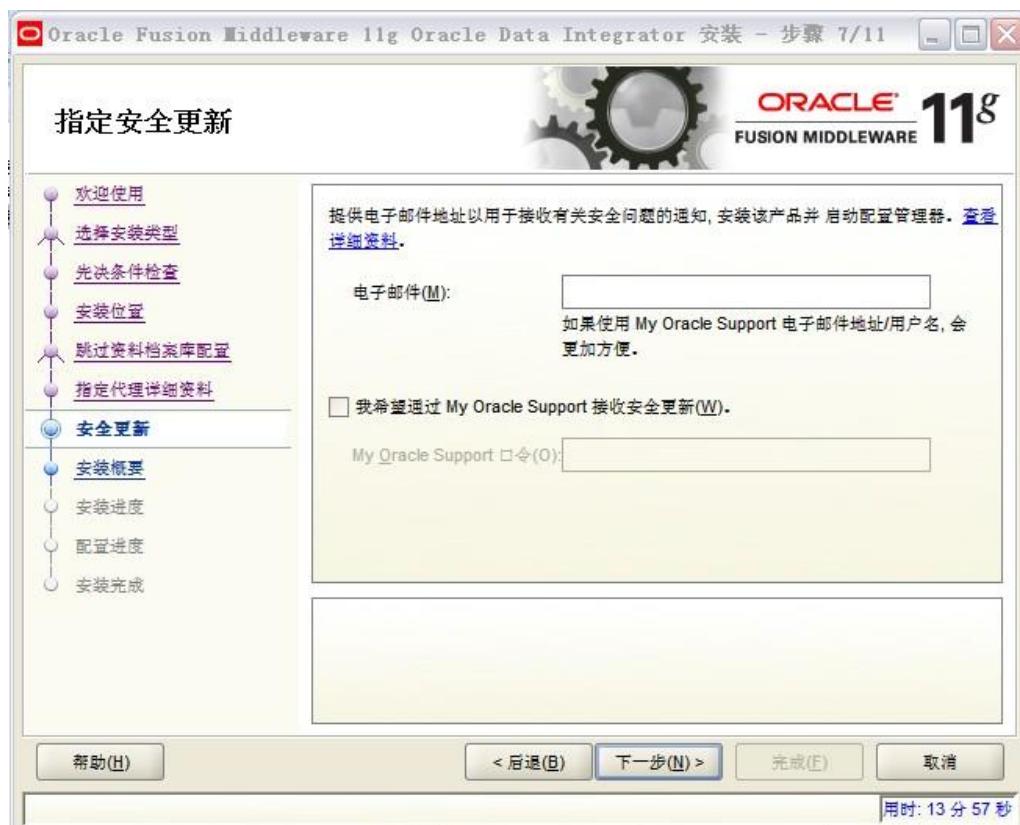 Oracle Fusion Middleware 11g Oracle Data Integrator 安装 - 步骤 7/11
指定安全更新
ORACLE
FUSION MIDDLEWARE
11g
欢迎使用
选择安装类型
先决条件检查
安装位置
跳过资料档案库配置
指定代理详细资料
安全更新
安装概要
安装进度
配置进度
安装完成
提供电子邮件地址以用于接收有关安全问题的通知, 安装该产品并 启动配置管理器。查看
详细资料。
电子邮件(M):
如果使用 My Oracle Support 电子邮件地址/用户名, 会
更加方便。
我希望通过 My Oracle Support 接收安全更新(W)。
My Oracle Support 口令(O):
帮助(H)
< 后退(B)
下一步(N) >
完成(F)
取消
用时: 13 分 57 秒